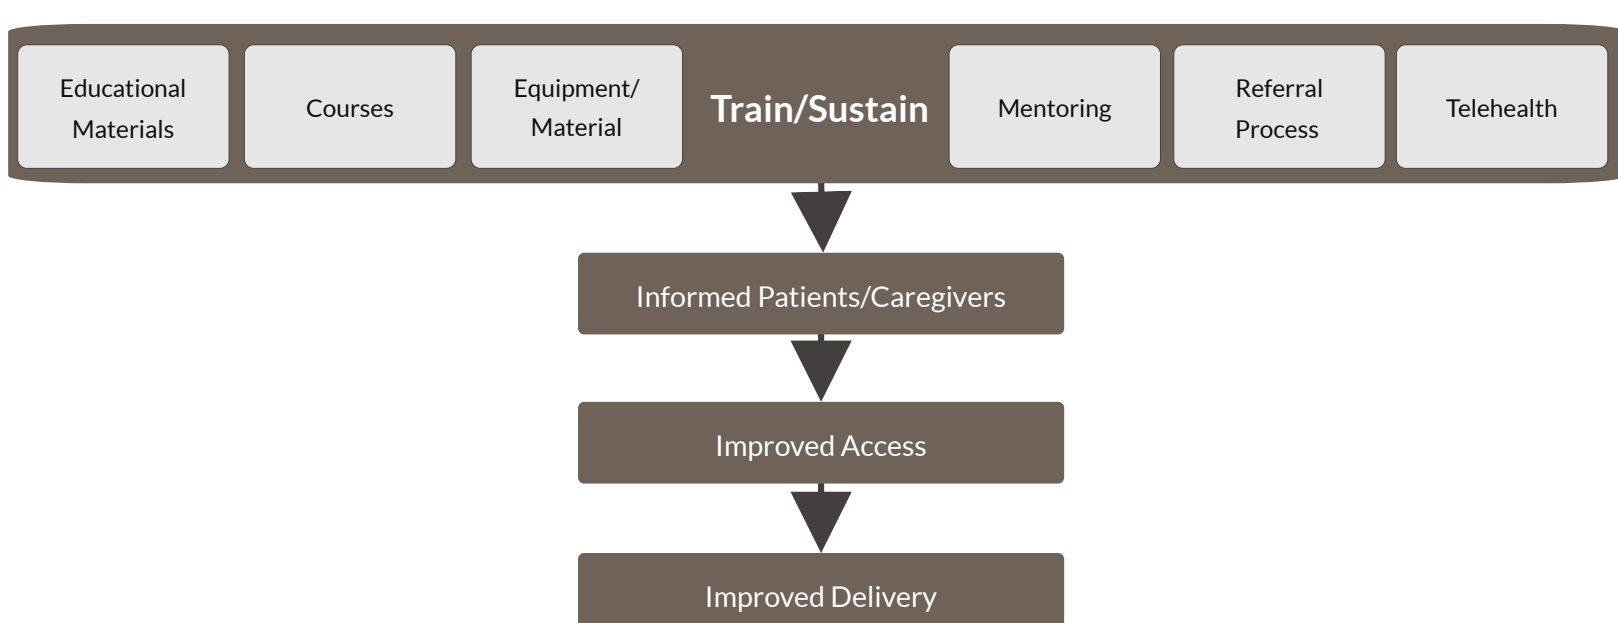 Educational
Materials
Courses
Equipment/
Material
Train/Sustain
Mentoring
Referral
Process
Telehealth
Informed Patients/Caregivers
Improved Access
Improved Delivery